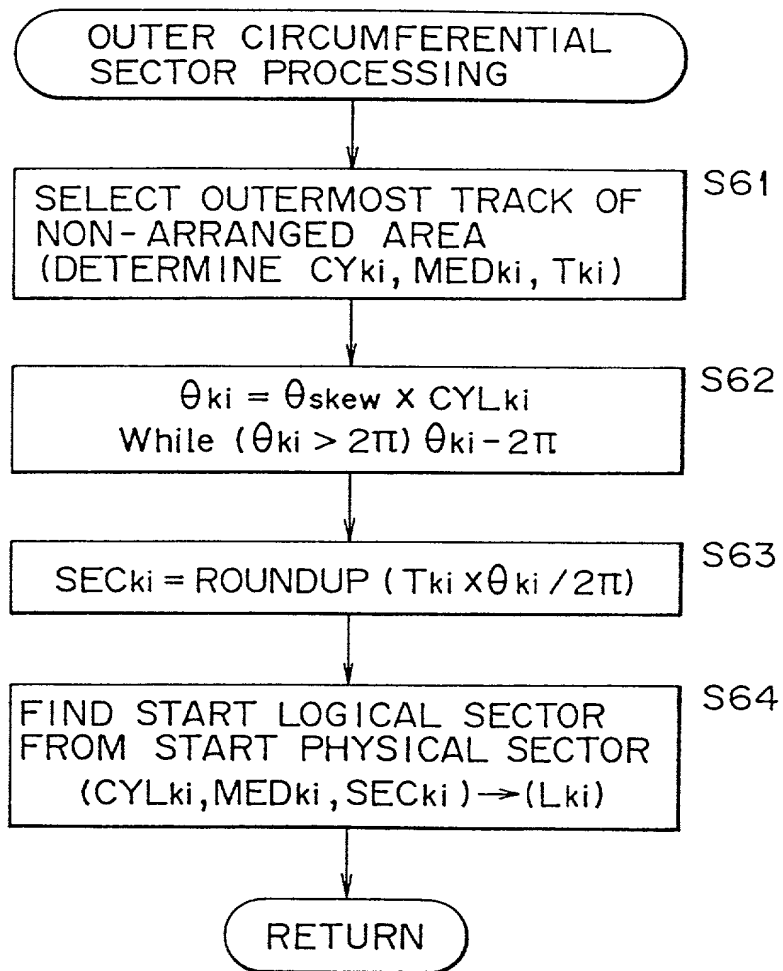 OUTER CIRCUMFERENTIAL
SECTOR PROCESSING
S61
SELECT OUTERMOST TRACK OF
NON-ARRANGED AREA
(DETERMINE CYki, MEDki, Tki)
S62
θki = θskew X CYLki
While (θki > 2π) θki - 2π
S63
SECki = ROUNDUP (Tki X θki / 2π)
S64
FIND START LOGICAL SECTOR
FROM START PHYSICAL SECTOR
(CYLki, MEDki, SECki) → (Lki)
RETURN